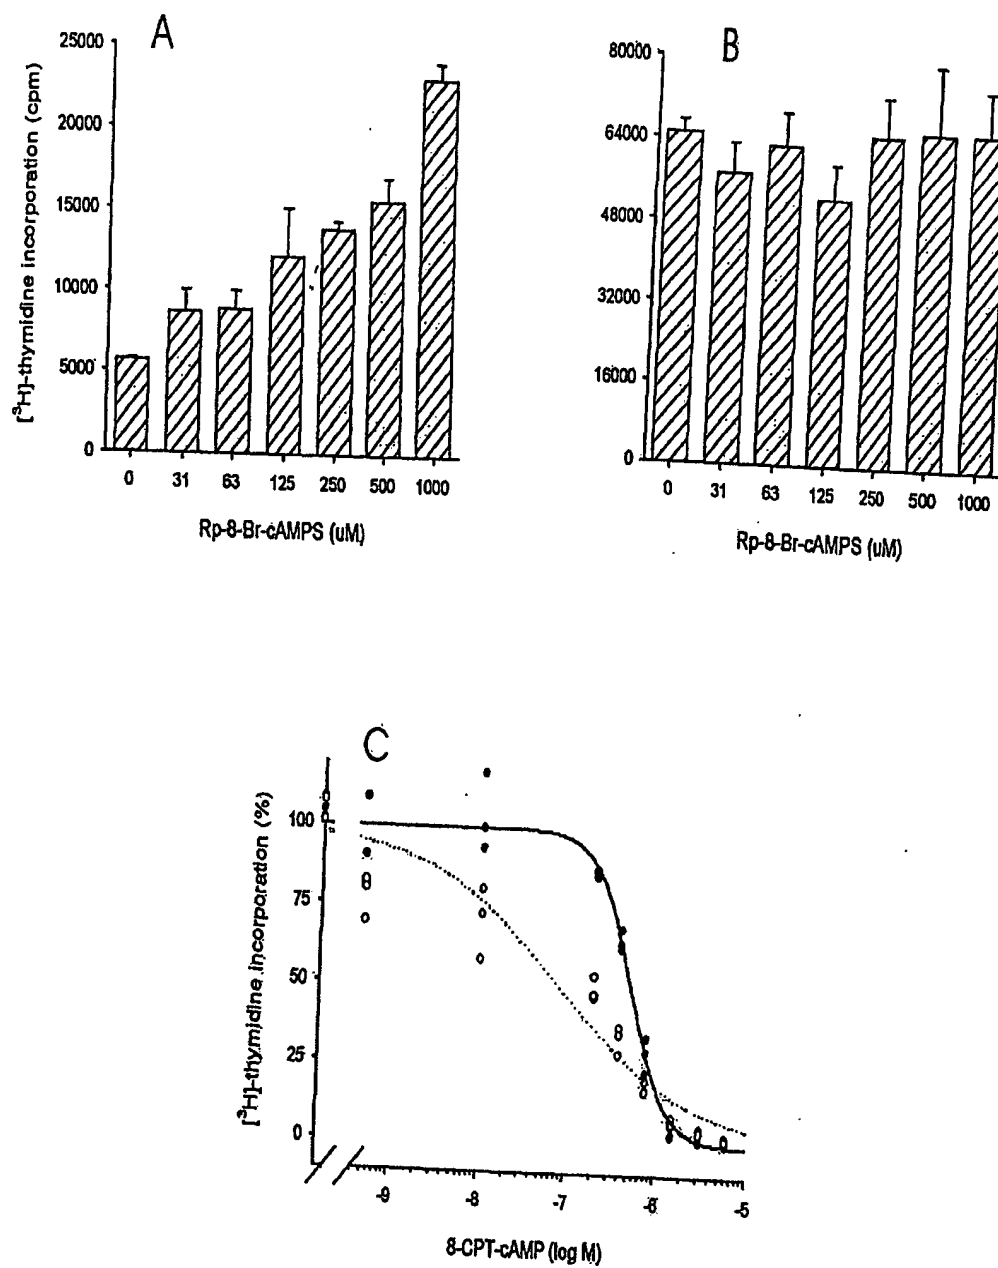 A
[³H]-thymidine incorporation (cpm)
25000
20000
15000
10000
5000
0
0 31 63 125 250 500 1000
Rp-8-Br-cAMPS (uM)
B
80000
64000
48000
32000
16000
0
0 31 63 125 250 500 1000
Rp-8-Br-cAMPS (uM)
C
[³H]-thymidine incorporation (%)
100
75
50
25
0
-9 -8 -7 -6 -5
8-CPT-cAMP (log M)